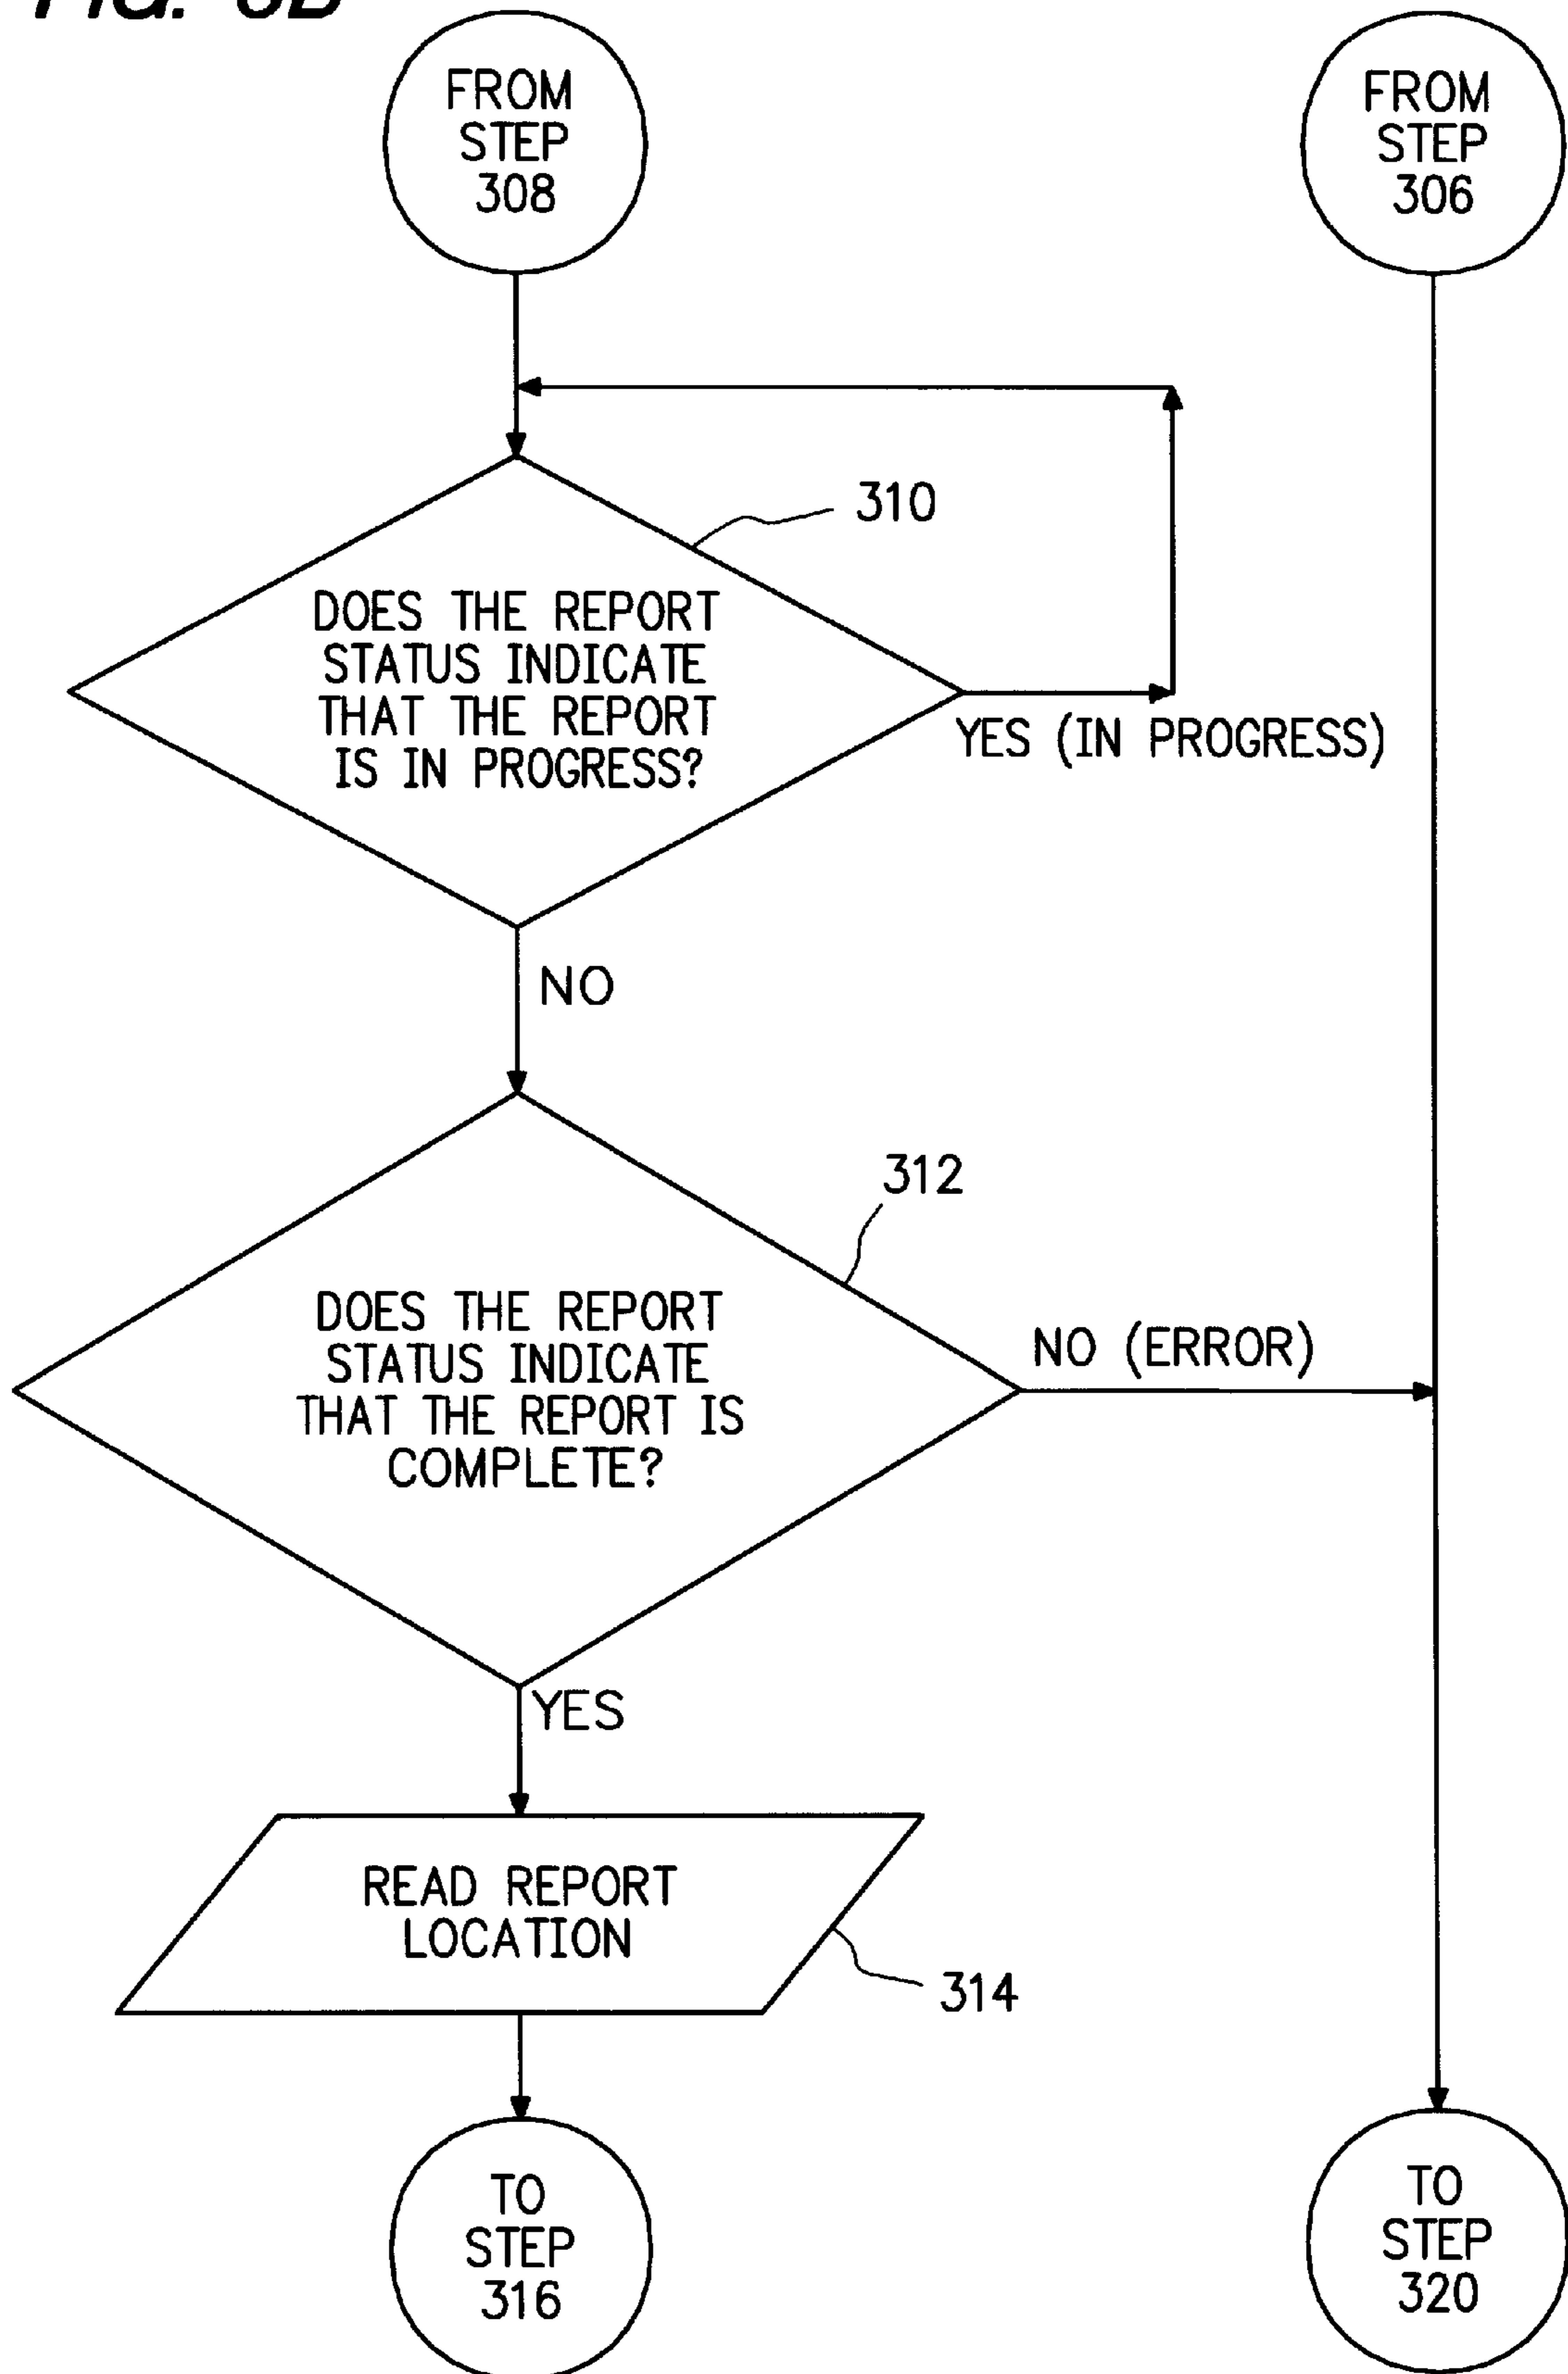 FROM
STEP
308
FROM
STEP
306
310
DOES THE REPORT
STATUS INDICATE
THAT THE REPORT
IS IN PROGRESS?
YES (IN PROGRESS)
NO
312
DOES THE REPORT
STATUS INDICATE
THAT THE REPORT IS
COMPLETE?
NO (ERROR)
YES
READ REPORT
LOCATION
314
TO
STEP
316
TO
STEP
320